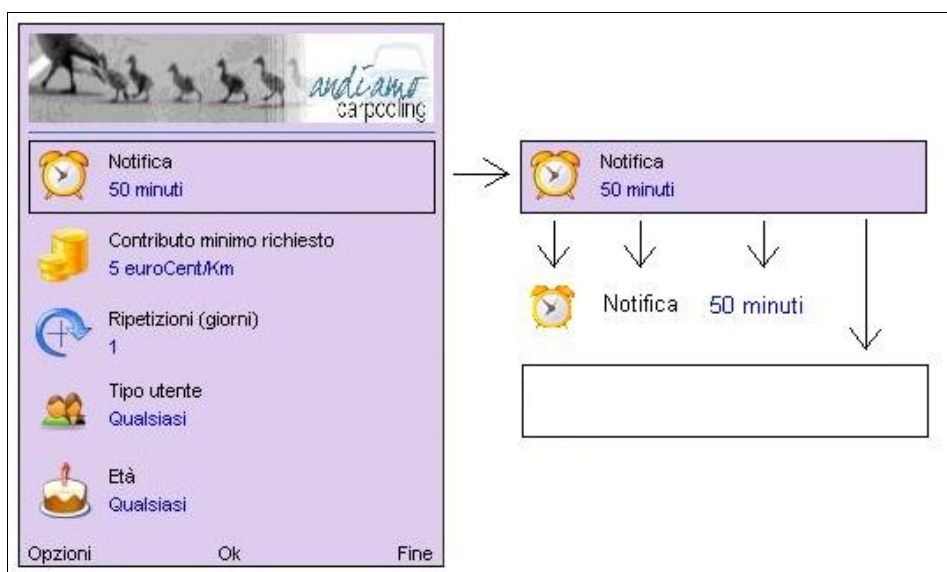 andiamo
carpooling
Notifica
50 minuti
Contributo minimo richiesto
5 euroCent/Km
Ripetizioni (giorni)
1
Tipo utente
Qualsiasi
Età
Qualsiasi
Opzioni Ok Fine
Notifica
50 minuti
Notifica 50 minuti